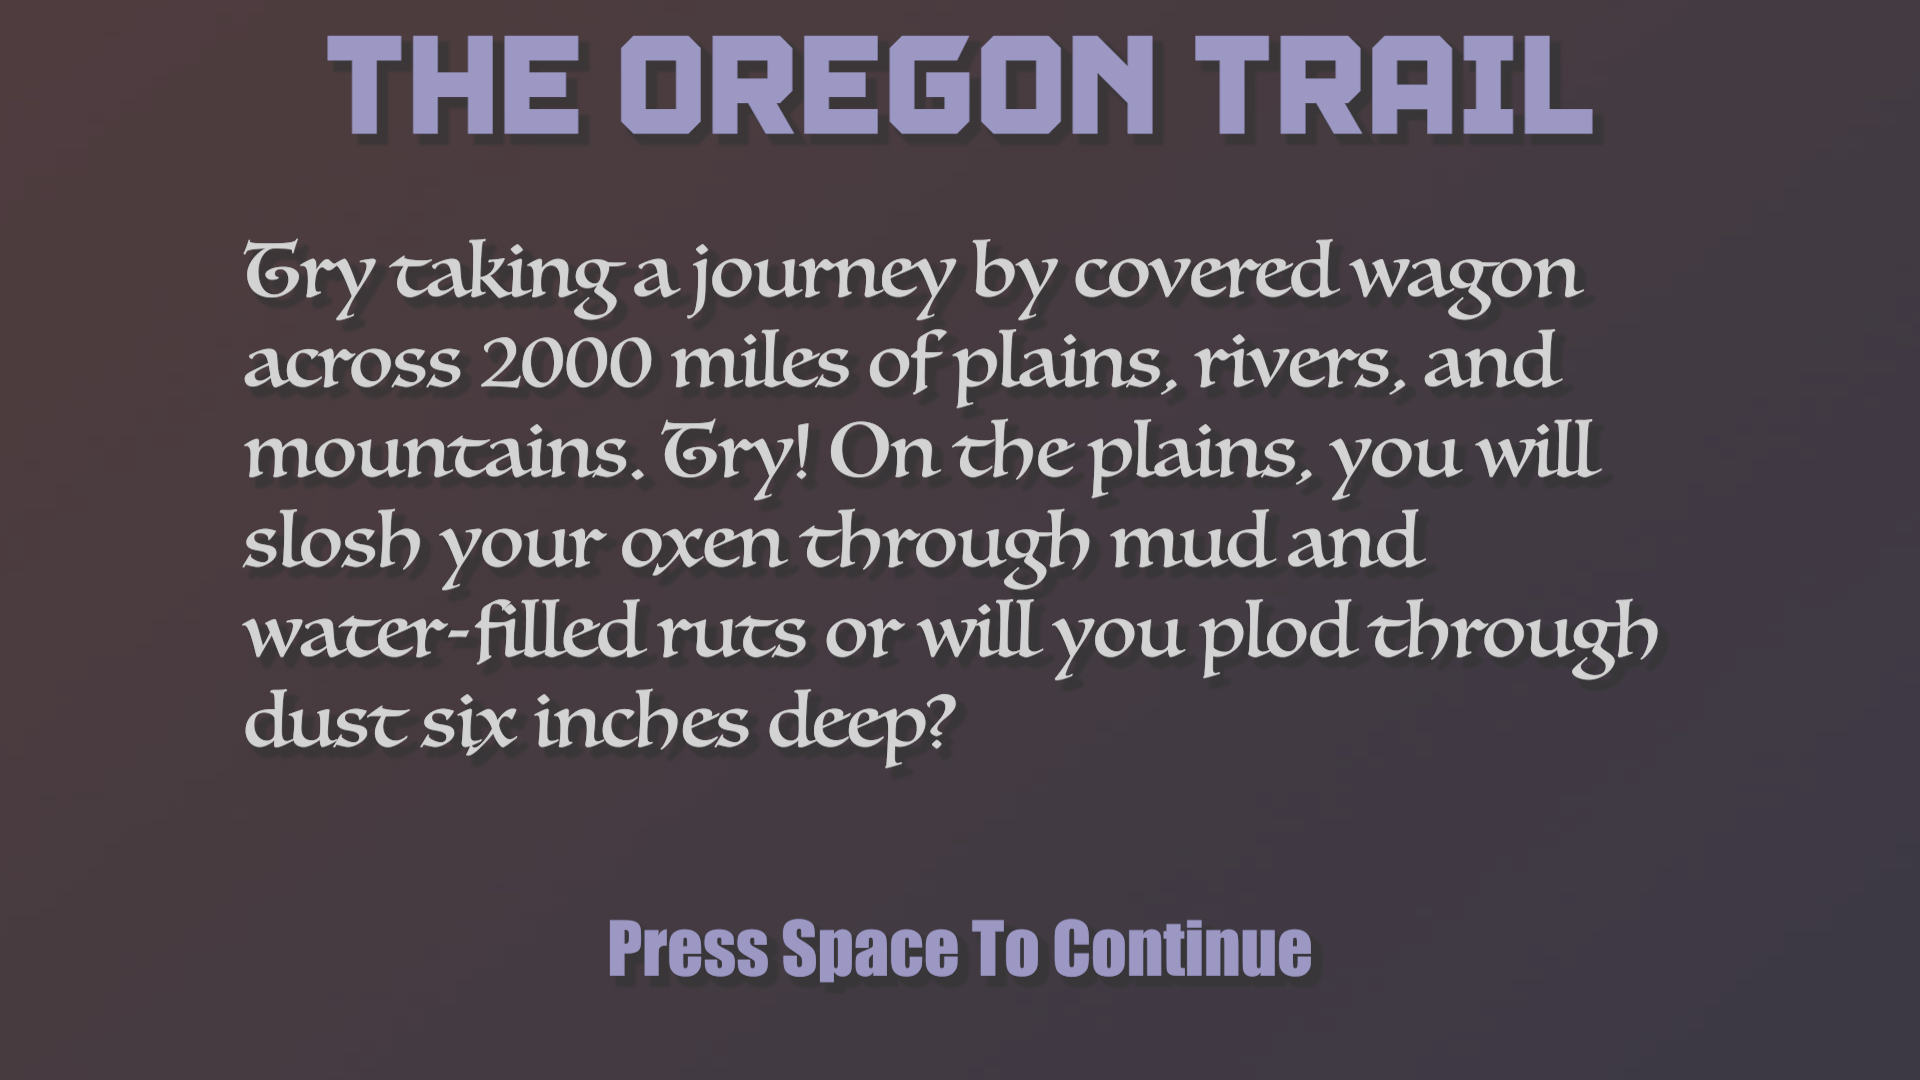 THE OREGON TRAIL
Try taking a journey by covered wagon
across 2000 miles of plains, rivers, and
mountains. Try! On the plains, you will
slosh your oxen through mud and
water-filled ruts or will you plod through
dust six inches deep?
Press Space To Continue